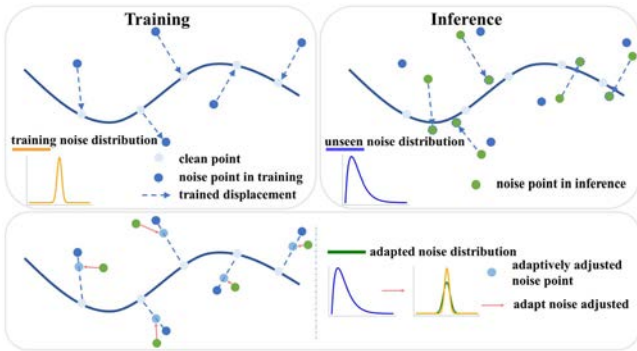 Training
training noise distribution
clean point
noise point in training
trained displacement
Inference
unseen noise distribution
noise point in inference
adapted noise distribution
adaptively adjusted
noise point
adapt noise adjusted